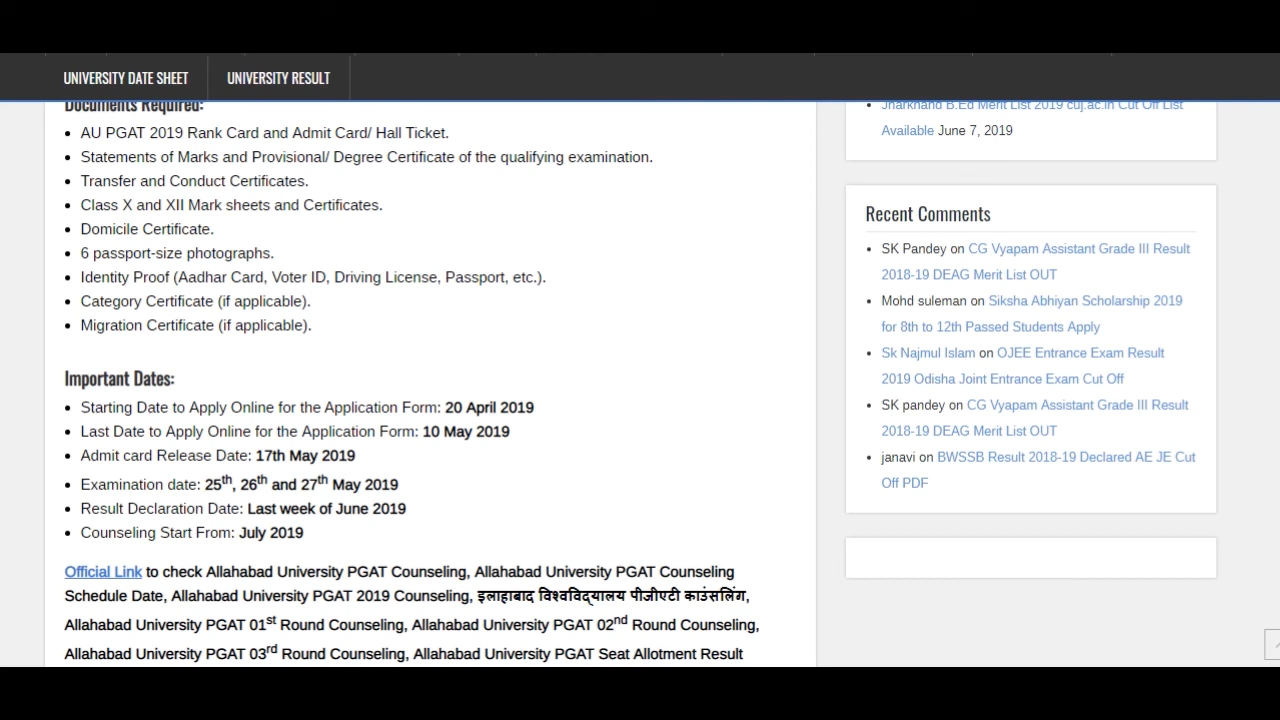 UNIVERSITY DATE SHEET
UNIVERSITY RESULT
Documents Required:
AU PGAT 2019 Rank Card and Admit Card/ Hall Ticket.
Statements of Marks and Provisional/ Degree Certificate of the qualifying examination.
Transfer and Conduct Certificates.
Class X and XII Mark sheets and Certificates.
Domicile Certificate.
6 passport-size photographs.
Identity Proof (Aadhar Card, Voter ID, Driving License, Passport, etc.).
Category Certificate (if applicable).
Migration Certificate (if applicable).
Important Dates:
Starting Date to Apply Online for the Application Form: 20 April 2019
Last Date to Apply Online for the Application Form: 10 May 2019
Admit card Release Date: 17th May 2019
Examination date: 25th, 26th and 27th May 2019
Result Declaration Date: Last week of June 2019
Counseling Start From: July 2019
Official Link to check Allahabad University PGAT Counseling, Allahabad University PGAT Counseling
Schedule Date, Allahabad University PGAT 2019 Counseling, इलाहाबाद विश्वविद्यालय पीजीएटी काउंसलिंग,
Allahabad University PGAT 01st Round Counseling, Allahabad University PGAT 02nd Round Counseling,
Allahabad University PGAT 03rd Round Counseling, Allahabad University PGAT Seat Allotment Result
Jharkhand B.Ed Merit List 2019 cuj.ac.in Cut Off List
Available June 7, 2019
Recent Comments
SK Pandey on CG Vyapam Assistant Grade III Result
2018-19 DEAG Merit List OUT
Mohd suleman on Siksha Abhiyan Scholarship 2019
for 8th to 12th Passed Students Apply
Sk Najmul Islam on OJEE Entrance Exam Result
2019 Odisha Joint Entrance Exam Cut Off
SK pandey on CG Vyapam Assistant Grade III Result
2018-19 DEAG Merit List OUT
janavi on BWSSB Result 2018-19 Declared AE JE Cut
Off PDF